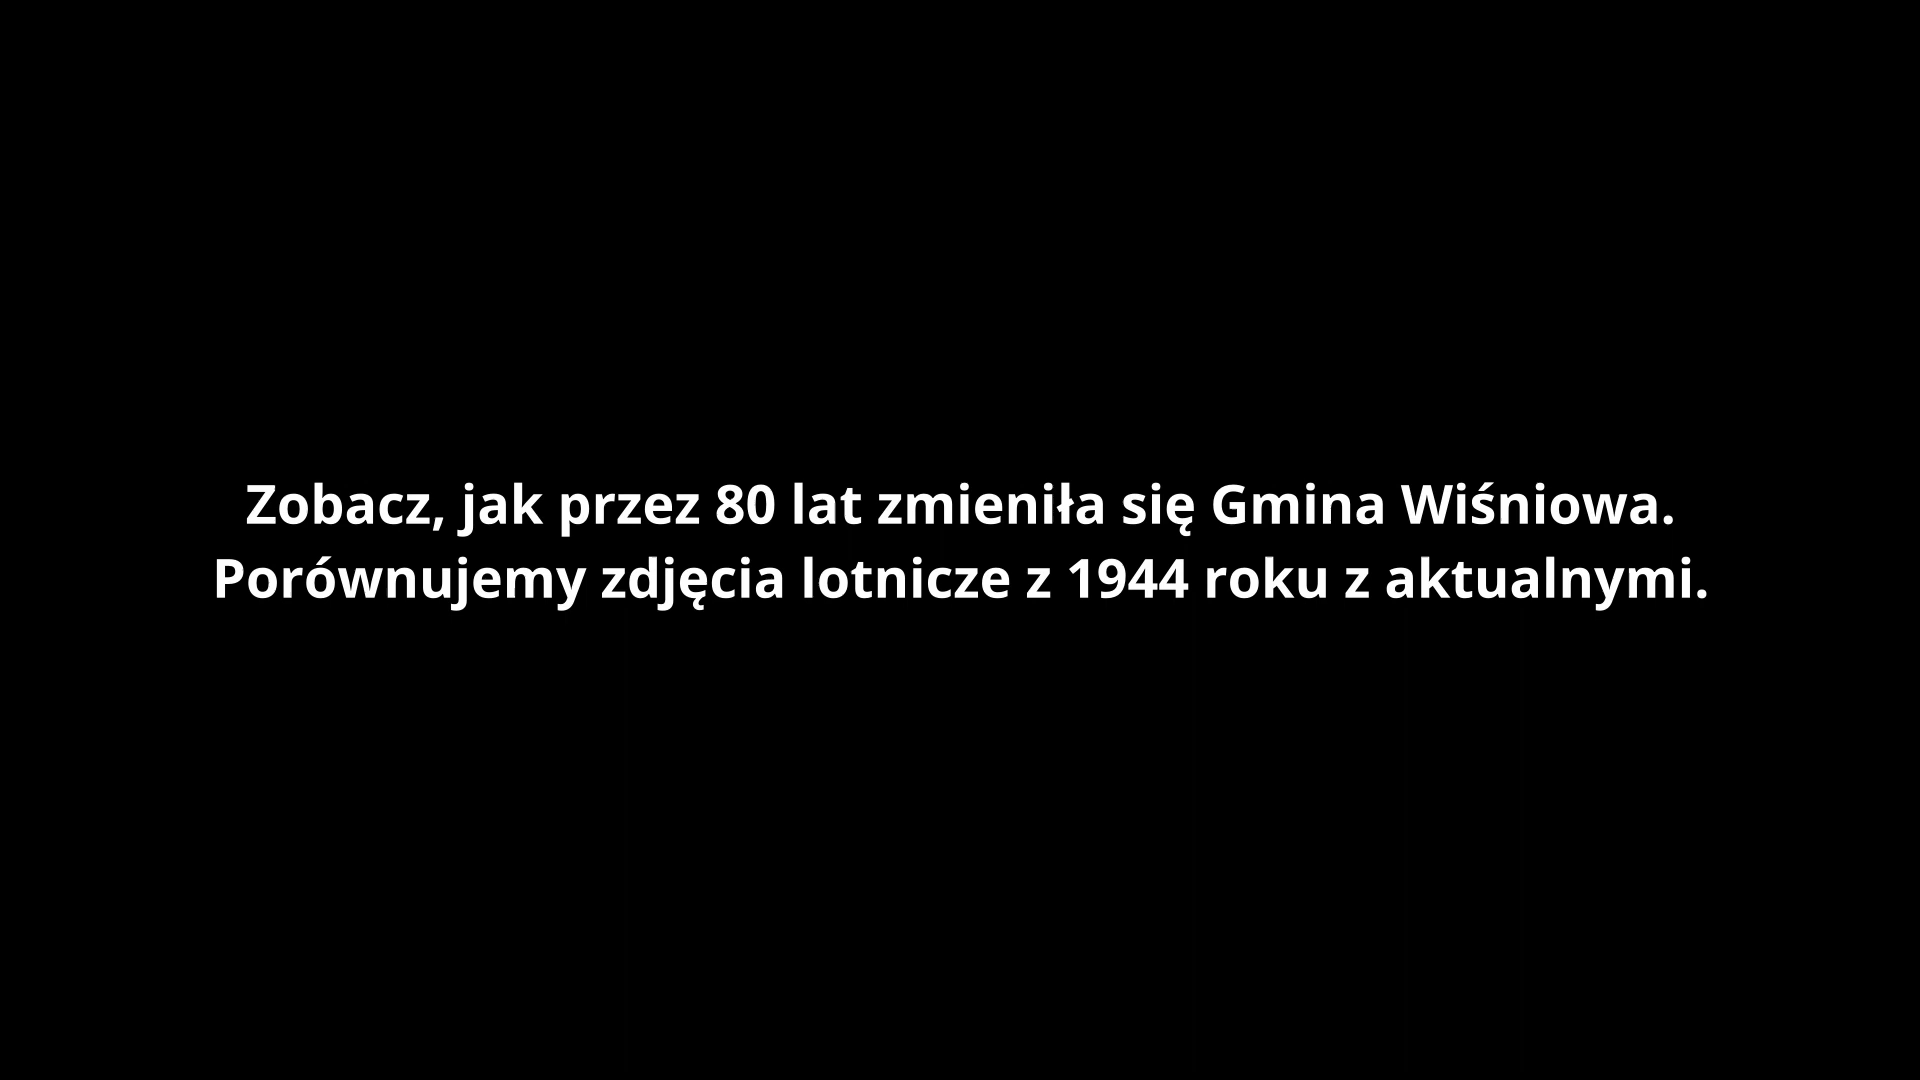 Zobacz, jak przez 80 lat zmieniła się Gmina Wiśniowa.
Porównujemy zdjęcia lotnicze z 1944 roku z aktualnymi.